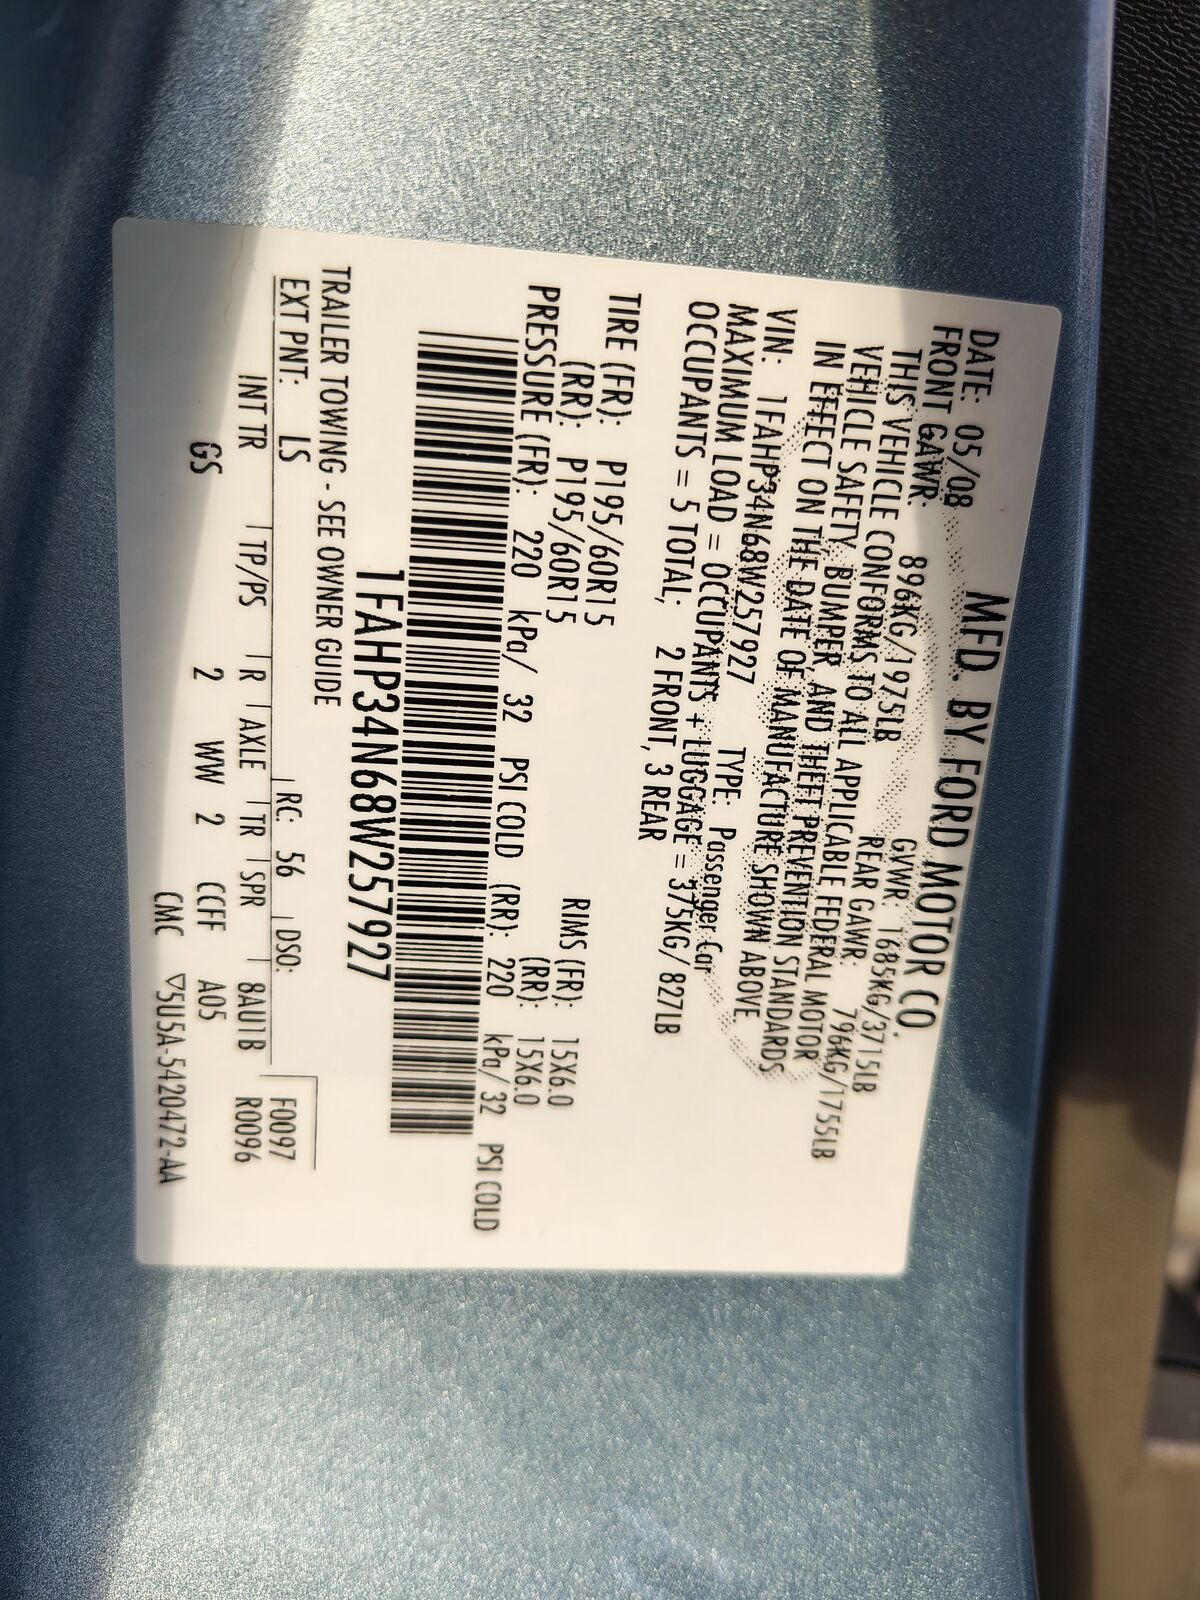 MFD. BY FORD MOTOR CO.
DATE: 05/08 GVWR: 1685KG/3715LB
FRONT GAWR: 896KG/1975LB REAR GAWR: 796KG/1755LB
THIS VEHICLE CONFORMS TO ALL APPLICABLE FEDERAL MOTOR
VEHICLE SAFETY, BUMPER, AND THEFT PREVENTION STANDARDS
IN EFFECT ON THE DATE OF MANUFACTURE SHOWN ABOVE.
VIN: 1FAHP34N68W257927 TYPE: Passenger Car
MAXIMUM LOAD = OCCUPANTS + LUGGAGE = 375KG/827LB
OCCUPANTS = 5 TOTAL, 2 FRONT, 3 REAR
TIRE (FR): P195/60R15 RIMS (FR): 15X6.0
(RR): P195/60R15 (RR): 15X6.0
PRESSURE (FR): 220 kPa/ 32 PSI COLD (RR): 220 kPa/ 32 PSI COLD
1FAHP34N68W257927
TRAILER TOWING - SEE OWNER GUIDE
EXT PNT: LS RC: 56 DSO: F0097
INT TR TP/PS R AXLE TR SPR 8AU1B R0096
GS 2 WW 2 CCFF A05
CMC ▽5U5A-5420472-AA